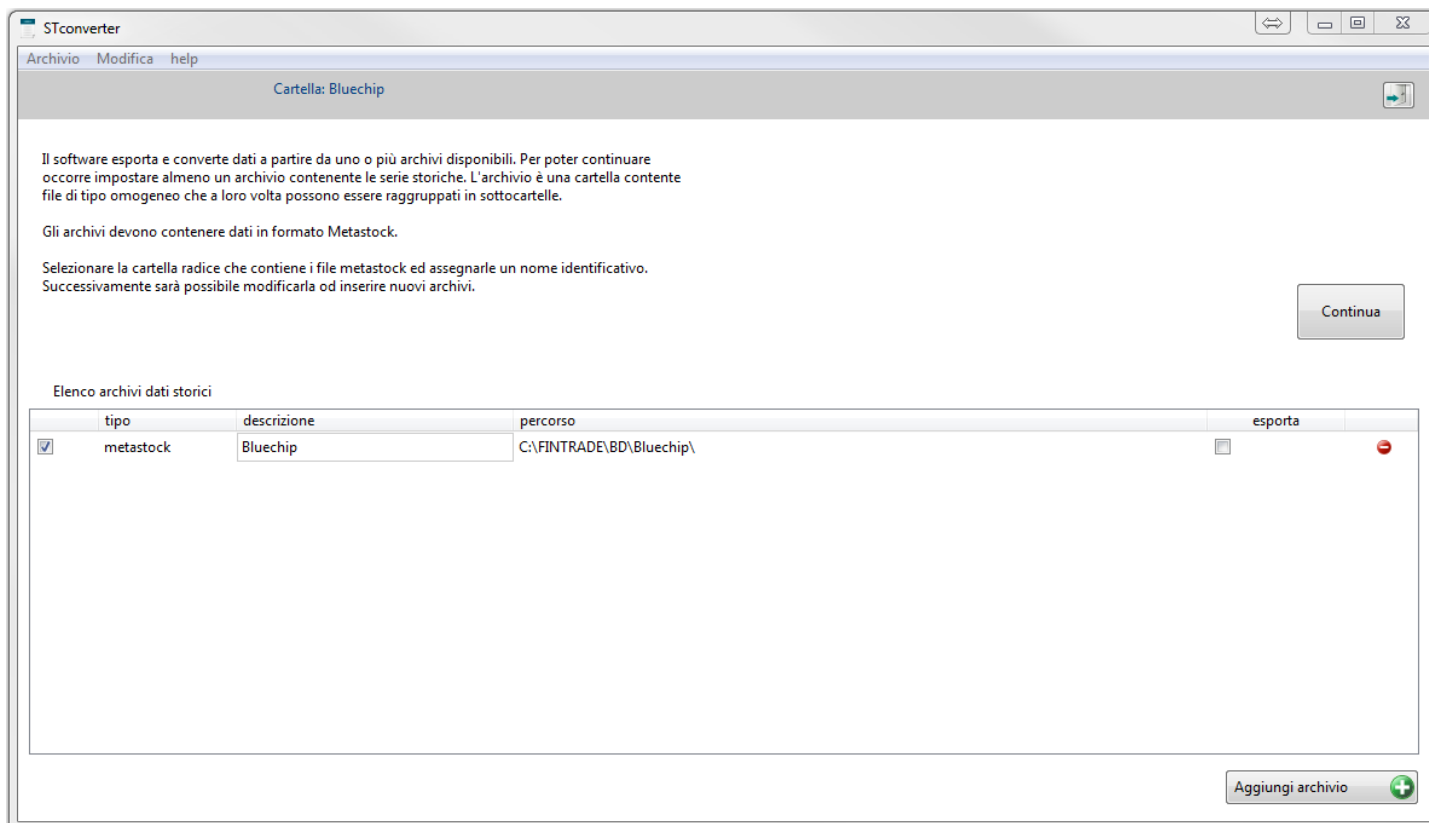 STconverter
Archivio Modifica help
Cartella: Bluechip
Il software esporta e converte dati a partire da uno o più archivi disponibili. Per poter continuare
occorre impostare almeno un archivio contenente le serie storiche. L'archivio è una cartella contente
file di tipo omogeneo che a loro volta possono essere raggruppati in sottocartelle.
Gli archivi devono contenere dati in formato Metastock.
Selezionare la cartella radice che contiene i file metastock ed assegnarle un nome identificativo.
Successivamente sarà possibile modificarla od inserire nuovi archivi.
Continua
Elenco archivi dati storici
tipo descrizione percorso esporta
metastock Bluechip C:\FINTRADE\BD\Bluechip\
Aggiungi archivio